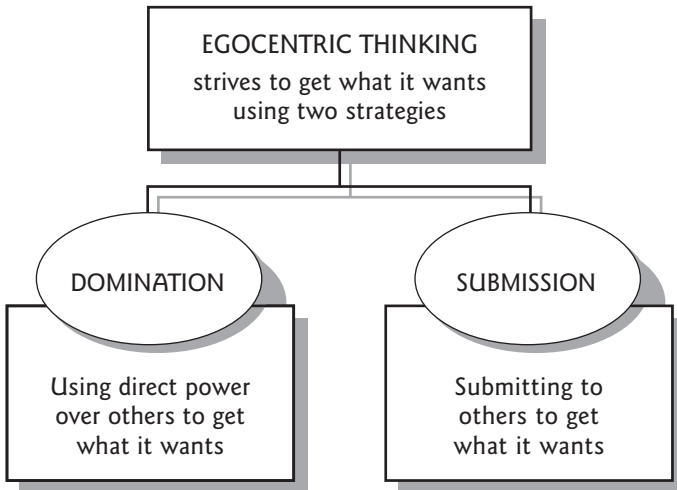 EGOCENTRIC THINKING
strives to get what it wants
using two strategies
DOMINATION
Using direct power
over others to get
what it wants
SUBMISSION
Submitting to
others to get
what it wants